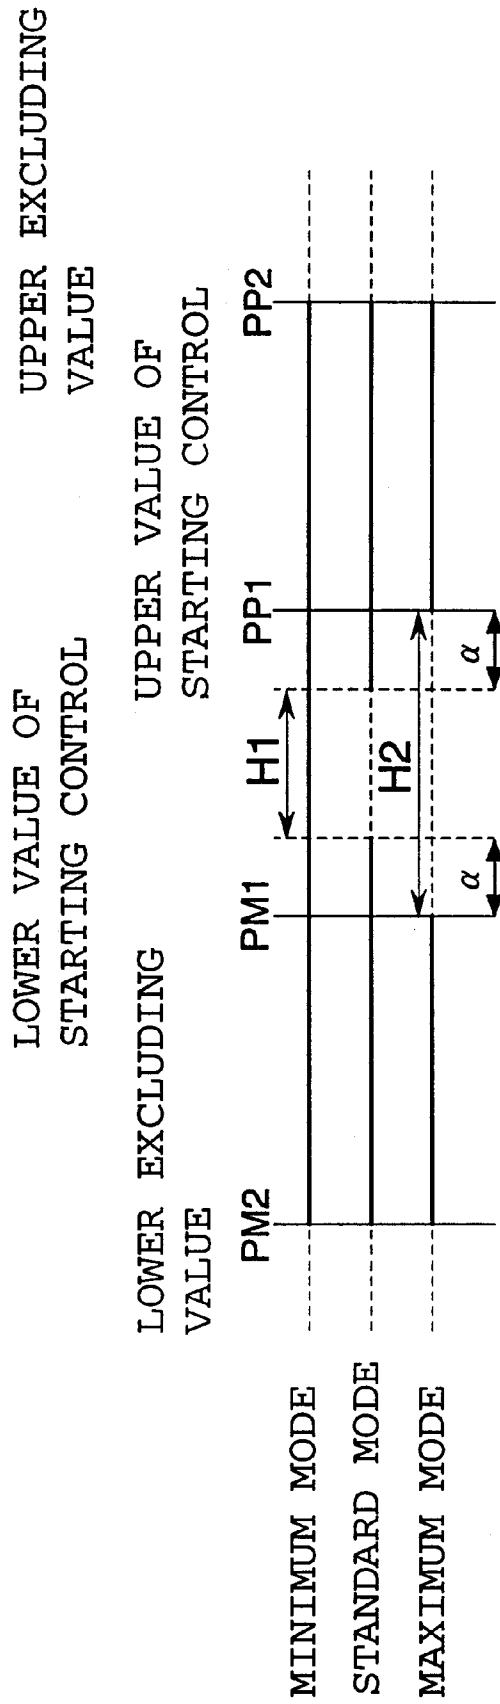 LOWER VALUE OF
STARTING CONTROL
UPPER EXCLUDING
VALUE
LOWER EXCLUDING
VALUE
UPPER VALUE OF
STARTING CONTROL
PM2
PM1
PP1
PP2
H1
MINIMUM MODE
STANDARD MODE
H2
MAXIMUM MODE
α
α